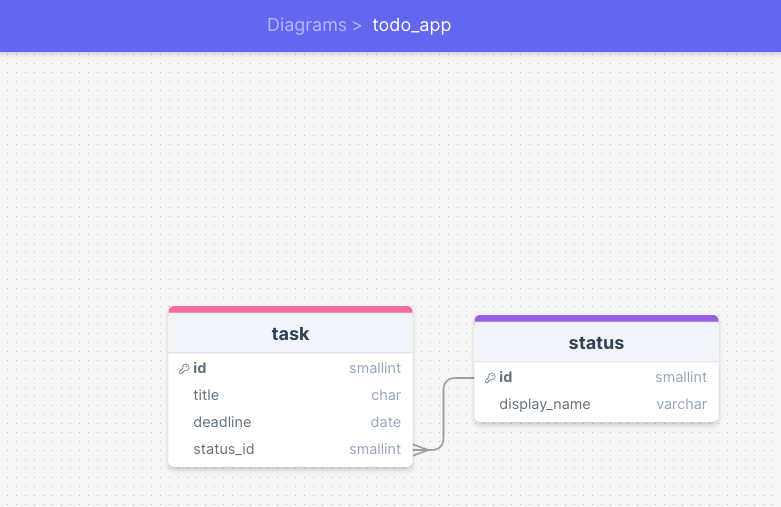 Diagrams > todo_app
task
id smallint
title char
deadline date
status_id smallint
status
id smallint
display_name varchar